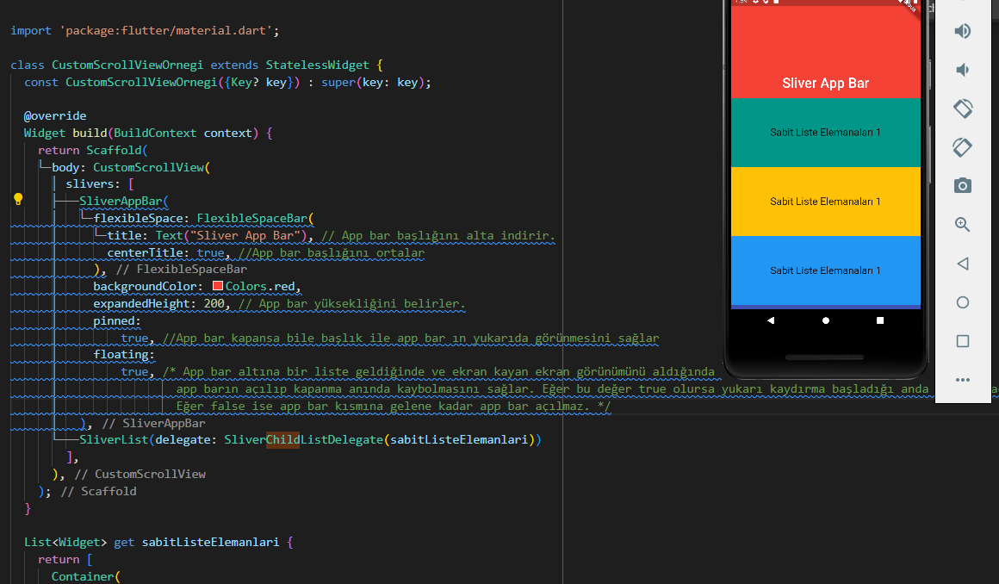 import 'package:flutter/material.dart';
class CustomScrollViewOrnegi extends StatelessWidget {
const CustomScrollViewOrnegi({Key? key}) : super(key: key);
@override
Widget build(BuildContext context) {
return Scaffold(
body: CustomScrollView(
slivers: [
SliverAppBar(
flexibleSpace: FlexibleSpaceBar(
title: Text("Sliver App Bar"), // App bar başlığını alta indirir.
centerTitle: true, //App bar başlığını ortalar
), // FlexibleSpaceBar
backgroundColor: Colors.red,
expandedHeight: 200, // App bar yüksekliğini belirler.
pinned:
true, //App bar kapansa bile başlık ile app bar ın yukarıda görünmesini sağlar
floating:
true, /* App bar altına bir liste geldiğinde ve ekran kayan ekran görünümünü aldığında
app barın açılıp kapanma anında kaybolmasını sağlar. Eğer bu değer true olursa yukarı kaydırma başladığı anda
Eğer false ise app bar kısmına gelene kadar app bar açılmaz. */
), // SliverAppBar
SliverList(delegate: SliverChildListDelegate(sabitListeElemanlari))
],
), // CustomScrollView
); // Scaffold
}
List<Widget> get sabitListeElemanlari {
return [
Container(
Sliver App Bar
Sabit Liste Elemanaları 1
Sabit Liste Elemanaları 1
Sabit Liste Elemanaları 1